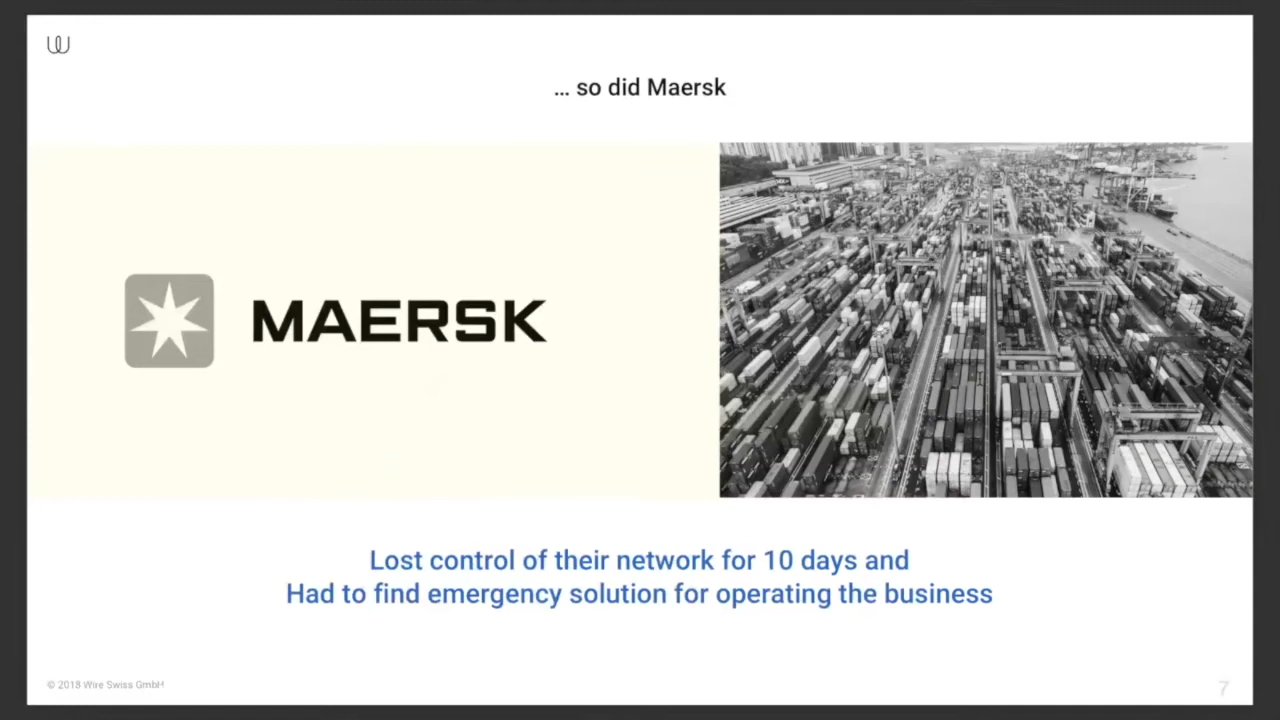 ... so did Maersk
MAERSK
Lost control of their network for 10 days and
Had to find emergency solution for operating the business
© 2018 Wire Swiss GmbH
7